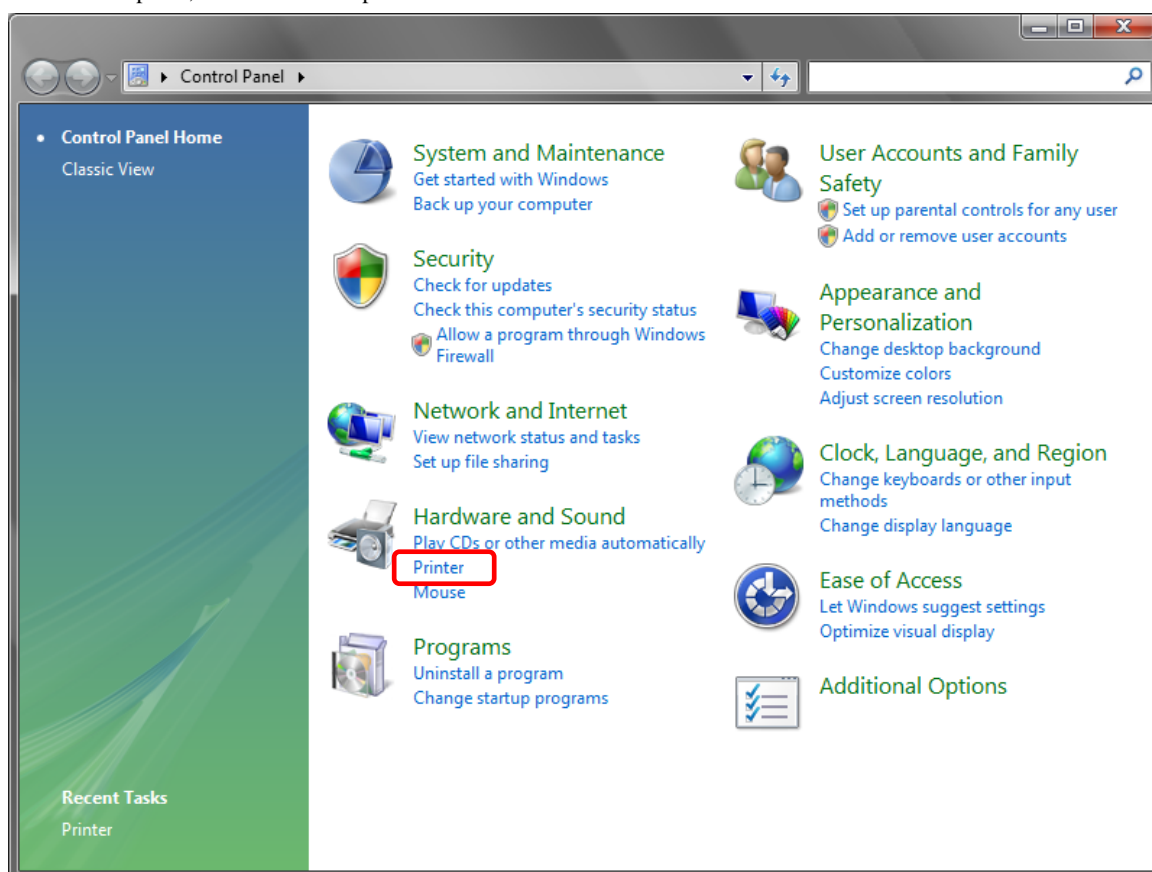 Control Panel
Control Panel Home
Classic View
Recent Tasks
Printer
System and Maintenance
Get started with Windows
Back up your computer
Security
Check for updates
Check this computer's security status
Allow a program through Windows
Firewall
Network and Internet
View network status and tasks
Set up file sharing
Hardware and Sound
Play CDs or other media automatically
Printer
Mouse
Programs
Uninstall a program
Change startup programs
User Accounts and Family
Safety
Set up parental controls for any user
Add or remove user accounts
Appearance and
Personalization
Change desktop background
Customize colors
Adjust screen resolution
Clock, Language, and Region
Change keyboards or other input
methods
Change display language
Ease of Access
Let Windows suggest settings
Optimize visual display
Additional Options